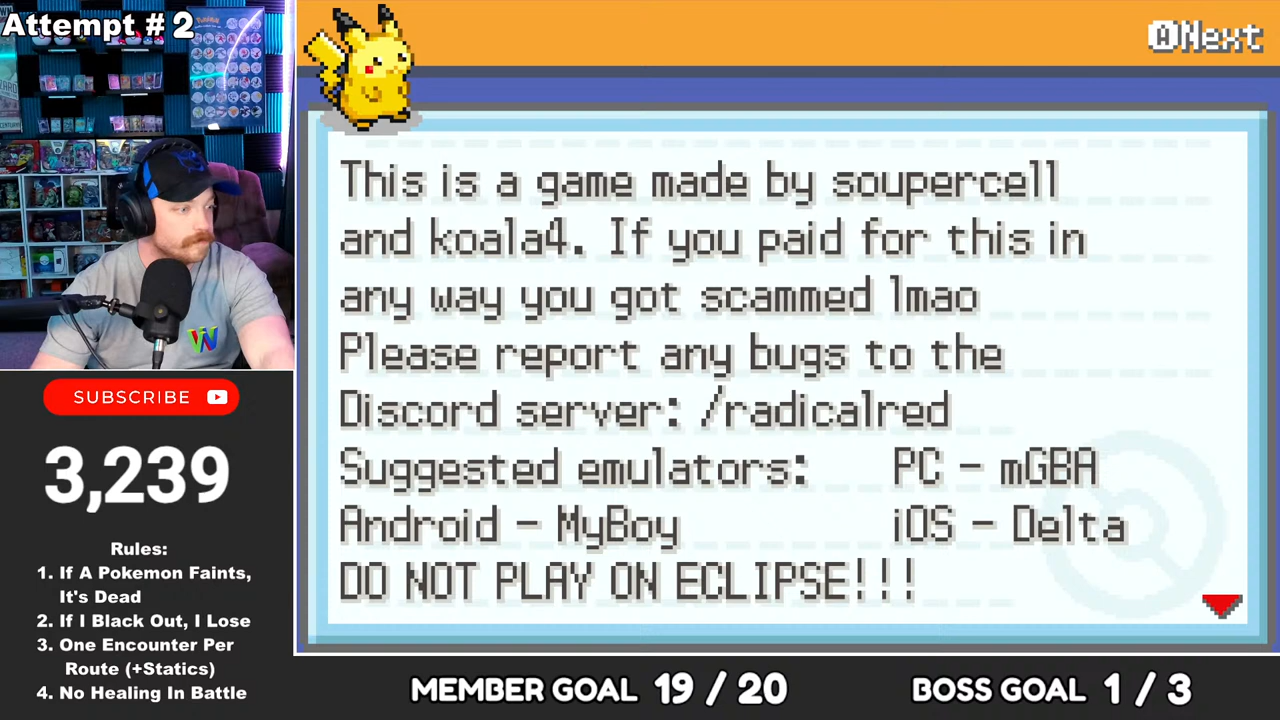 Attempt # 2
Next
This is a game made by soupercell
and koala4. If you paid for this in
any way you got scammed lmao
Please report any bugs to the
Discord server: /radicalred
Suggested emulators: PC - mGBA
Android - MyBoy iOS - Delta
DO NOT PLAY ON ECLIPSE!!!
SUBSCRIBE
3,239
Rules:
1. If A Pokemon Faints,
It's Dead
2. If I Black Out, I Lose
3. One Encounter Per
Route (+Statics)
4. No Healing In Battle
MEMBER GOAL 19 / 20
BOSS GOAL 1 / 3